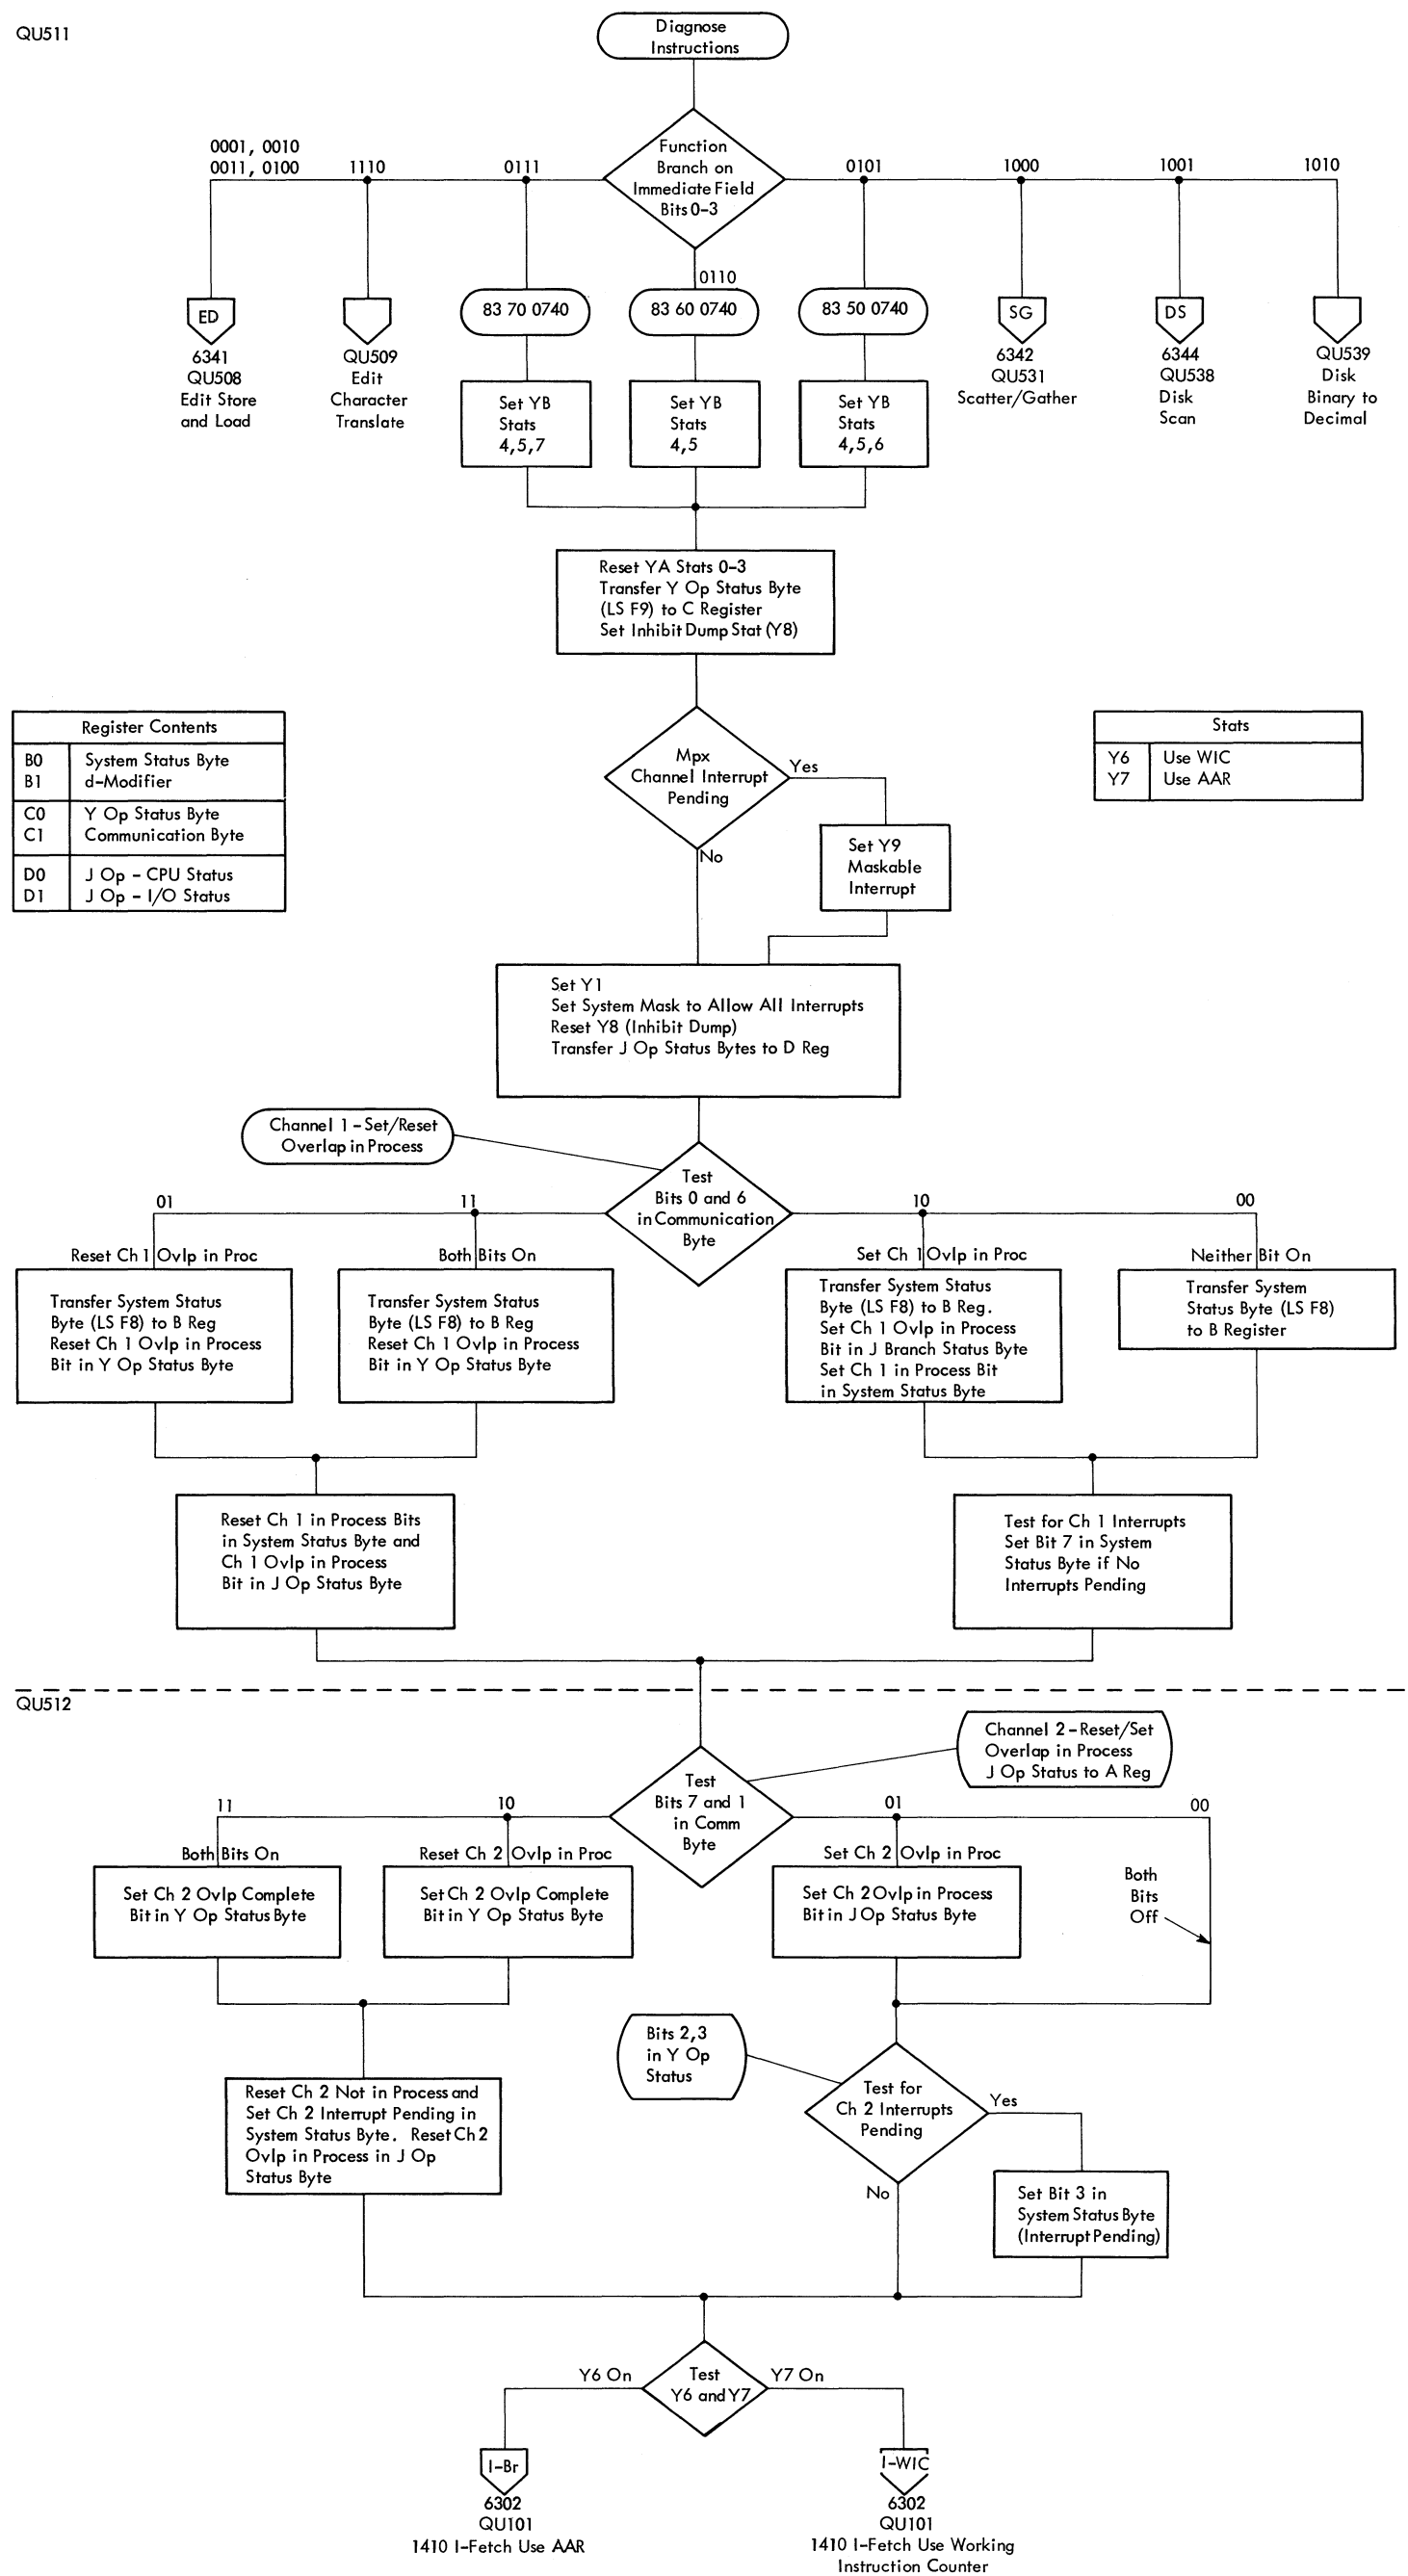 QU511
Diagnose
Instructions
Function
Branch on
Immediate Field
Bits 0-3
0001, 0010
0011, 0100
1110
0111
0101
1000
1001
1010
0110
ED
6341
QU508
Edit Store
and Load
QU509
Edit
Character
Translate
83 70 0740
83 60 0740
83 50 0740
SG
6342
QU531
Scatter/Gather
DS
6344
QU538
Disk
Scan
QU539
Disk
Binary to
Decimal
Set YB
Stats
4,5,7
Set YB
Stats
4,5
Set YB
Stats
4,5,6
Reset YA Stats 0-3
Transfer Y Op Status Byte
(LS F9) to C Register
Set Inhibit Dump Stat (Y8)
Register Contents
B0 System Status Byte
B1 d-Modifier
C0 Y Op Status Byte
C1 Communication Byte
D0 J Op - CPU Status
D1 J Op - I/O Status
Mpx
Channel Interrupt
Pending
Yes
No
Set Y9
Maskable
Interrupt
Stats
Y6 Use WIC
Y7 Use AAR
Set Y1
Set System Mask to Allow All Interrupts
Reset Y8 (Inhibit Dump)
Transfer J Op Status Bytes to D Reg
Channel 1 - Set/Reset
Overlap in Process
Test
Bits 0 and 6
in Communication
Byte
01
11
10
00
Reset Ch 1 Ovlp in Proc
Both Bits On
Set Ch 1 Ovlp in Proc
Neither Bit On
Transfer System Status
Byte (LS F8) to B Reg
Reset Ch 1 Ovlp in Process
Bit in Y Op Status Byte
Transfer System Status
Byte (LS F8) to B Reg
Reset Ch 1 Ovlp in Process
Bit in Y Op Status Byte
Transfer System Status
Byte (LS F8) to B Reg.
Set Ch 1 Ovlp in Process
Bit in J Branch Status Byte
Set Ch 1 in Process Bit
in System Status Byte
Transfer System
Status Byte (LS F8)
to B Register
Reset Ch 1 in Process Bits
in System Status Byte and
Ch 1 Ovlp in Process
Bit in J Op Status Byte
Test for Ch 1 Interrupts
Set Bit 7 in System
Status Byte if No
Interrupts Pending
QU512
Channel 2 - Reset/Set
Overlap in Process
J Op Status to A Reg
Test
Bits 7 and 1
in Comm
Byte
11
10
01
00
Both Bits On
Reset Ch 2 Ovlp in Proc
Set Ch 2 Ovlp in Proc
Both
Bits
Off
Set Ch 2 Ovlp Complete
Bit in Y Op Status Byte
Set Ch 2 Ovlp Complete
Bit in Y Op Status Byte
Set Ch 2 Ovlp in Process
Bit in J Op Status Byte
Bits 2,3
in Y Op
Status
Test for
Ch 2 Interrupts
Pending
Yes
No
Reset Ch 2 Not in Process and
Set Ch 2 Interrupt Pending in
System Status Byte. Reset Ch 2
Ovlp in Process in J Op
Status Byte
Set Bit 3 in
System Status Byte
(Interrupt Pending)
Y6 On
Test
Y6 and Y7
Y7 On
I-Br
6302
QU101
1410 I-Fetch Use AAR
I-WIC
6302
QU101
1410 I-Fetch Use Working
Instruction Counter